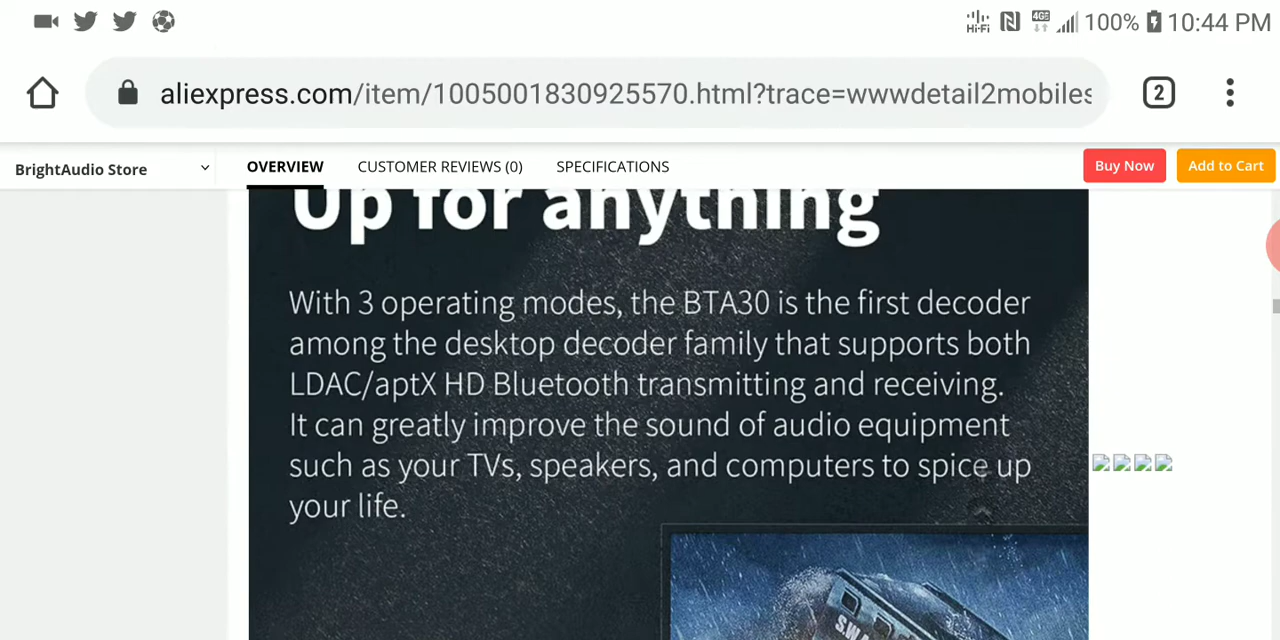 Hi-Fi 4GE 100% 10:44 PM
aliexpress.com/item/1005001830925570.html?trace=wwwdetail2mobiles 2
BrightAudio Store OVERVIEW CUSTOMER REVIEWS (0) SPECIFICATIONS Buy Now Add to Cart
Up for anything
With 3 operating modes, the BTA30 is the first decoder
among the desktop decoder family that supports both
LDAC/aptX HD Bluetooth transmitting and receiving.
It can greatly improve the sound of audio equipment
such as your TVs, speakers, and computers to spice up
your life.